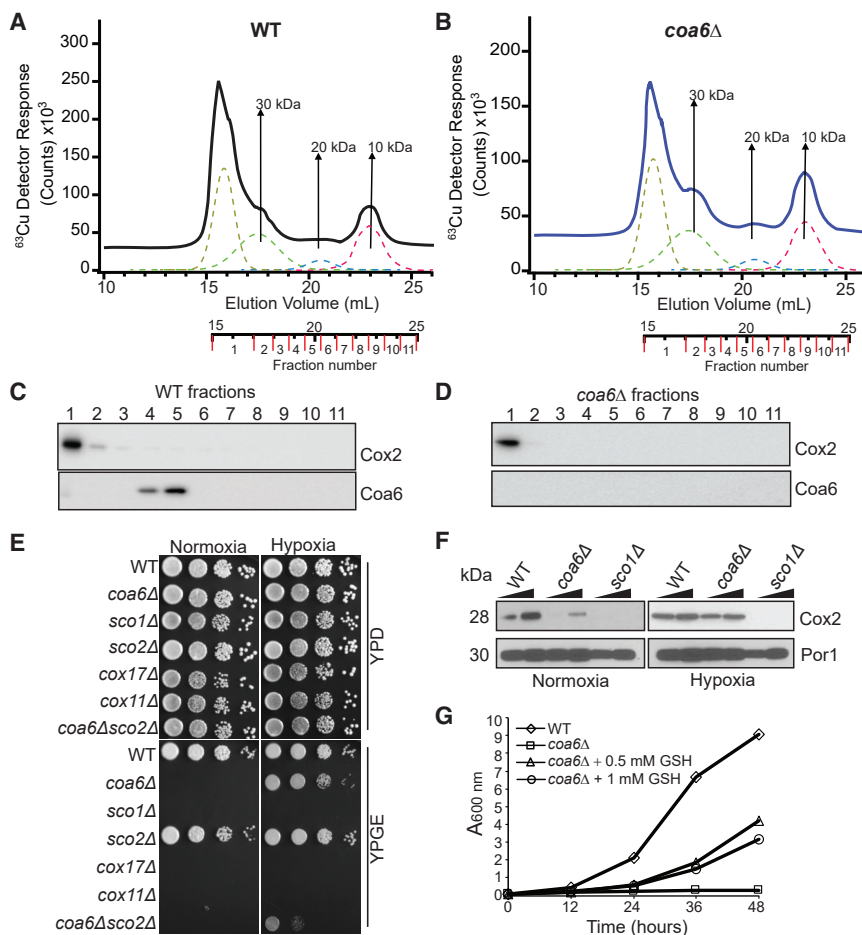 A
WT
⁶³Cu Detector Response
(Counts) x10³
300
250
200
150
100
50
0
30 kDa
20 kDa
10 kDa
10 15 20 25
Elution Volume (mL)
15 20 25
1 2 3 4 5 6 7 8 9 10 11
Fraction number
B
coa6Δ
⁶³Cu Detector Response
(Counts) x10³
200
150
100
50
0
30 kDa
20 kDa
10 kDa
10 15 20 25
Elution Volume (mL)
15 20 25
1 2 3 4 5 6 7 8 9 10 11
Fraction number
C
WT fractions
1 2 3 4 5 6 7 8 9 10 11
Cox2
Coa6
D
coa6Δ fractions
1 2 3 4 5 6 7 8 9 10 11
Cox2
Coa6
E
Normoxia Hypoxia
WT
coa6Δ
sco1Δ
sco2Δ
cox17Δ
cox11Δ
coa6Δsco2Δ
YPD
WT
coa6Δ
sco1Δ
sco2Δ
cox17Δ
cox11Δ
coa6Δsco2Δ
YPGE
F
kDa
WT coa6Δ sco1Δ WT coa6Δ sco1Δ
28 Cox2
30 Por1
Normoxia Hypoxia
G
A600 nm
10
9
8
7
6
5
4
3
2
1
0
WT
coa6Δ
coa6Δ + 0.5 mM GSH
coa6Δ + 1 mM GSH
0 12 24 36 48
Time (hours)